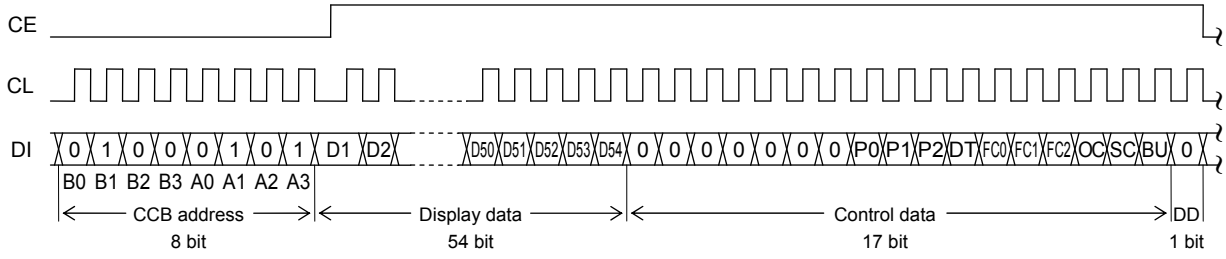 CE
CL
DI 0 1 0 0 0 1 0 1 D1 D2 D50 D51 D52 D53 D54 0 0 0 0 0 0 0 P0 P1 P2 DT FC0 FC1 FC2 OC SC BU 0
B0 B1 B2 B3 A0 A1 A2 A3
CCB address Display data Control data DD
8 bit 54 bit 17 bit 1 bit